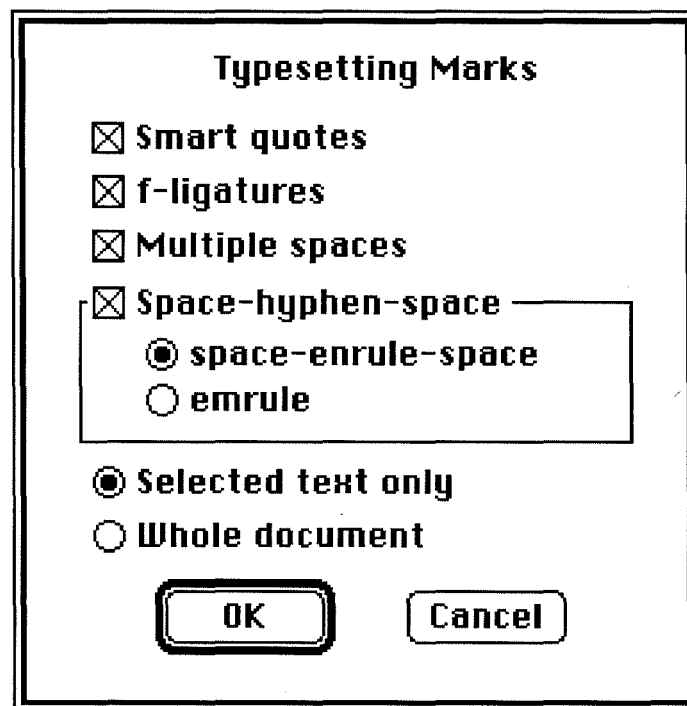 Typesetting Marks
Smart quotes
f-ligatures
Multiple spaces
Space-hyphen-space
space-enrule-space
emrule
Selected text only
Whole document
OK Cancel